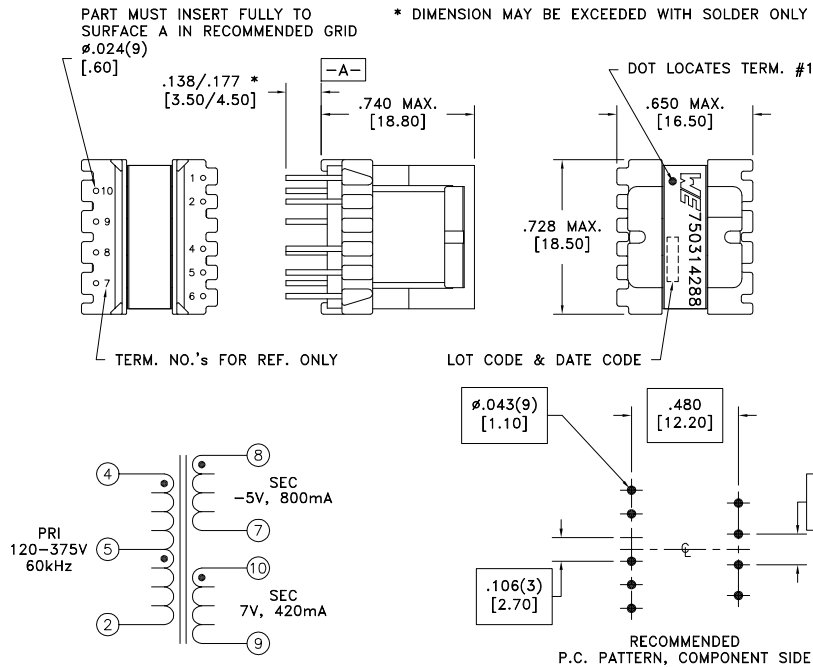 PART MUST INSERT FULLY TO
SURFACE A IN RECOMMENDED GRID
ø.024(9)
[.60]
* DIMENSION MAY BE EXCEEDED WITH SOLDER ONLY
.138/.177 *
[3.50/4.50]
-A-
.740 MAX.
[18.80]
DOT LOCATES TERM. #1
.650 MAX.
[16.50]
10
9
8
7
1
2
4
5
6
.728 MAX.
[18.50]
WE 750314288
TERM. NO.'s FOR REF. ONLY
LOT CODE & DATE CODE
4
5
2
PRI
120-375V
60kHz
8
SEC
-5V, 800mA
7
10
SEC
7V, 420mA
9
ø.043(9)
[1.10]
.480
[12.20]
℄
.106(3)
[2.70]
RECOMMENDED
P.C. PATTERN, COMPONENT SIDE